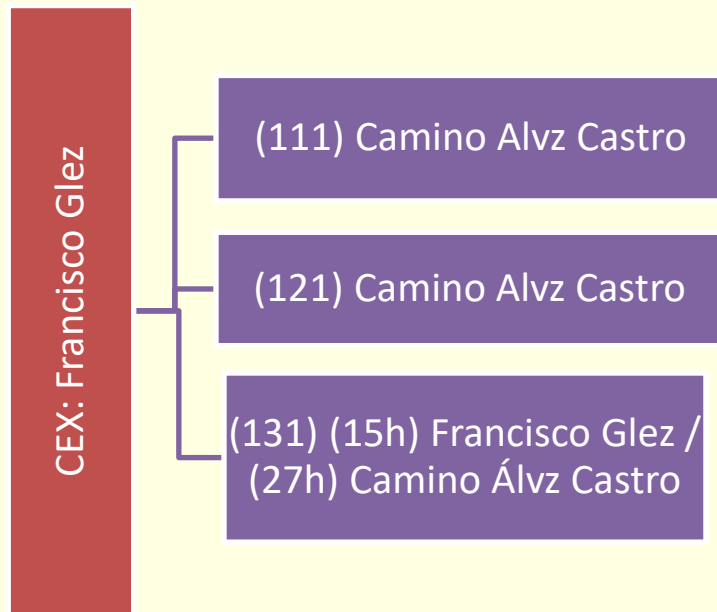 CEX: Francisco Glez
(111) Camino Alvz Castro
(121) Camino Alvz Castro
(131) (15h) Francisco Glez /
(27h) Camino Álvz Castro